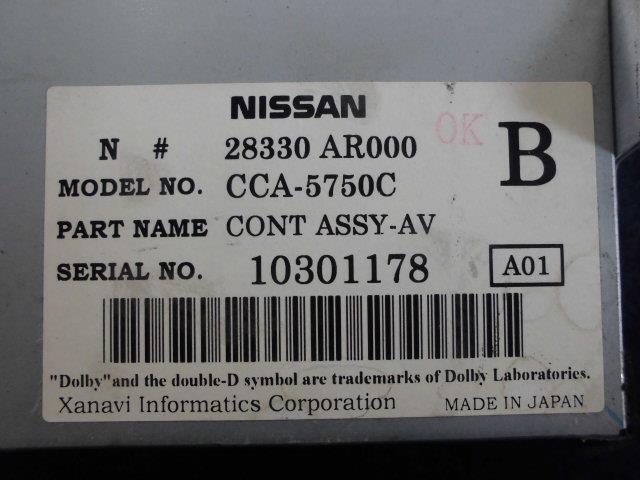 NISSAN
OK
B
N # 28330 AR000
MODEL NO. CCA-5750C
PART NAME CONT ASSY-AV
SERIAL NO. 10301178 A01
"Dolby"and the double-D symbol are trademarks of Dolby Laboratories.
Xanavi Informatics Corporation MADE IN JAPAN